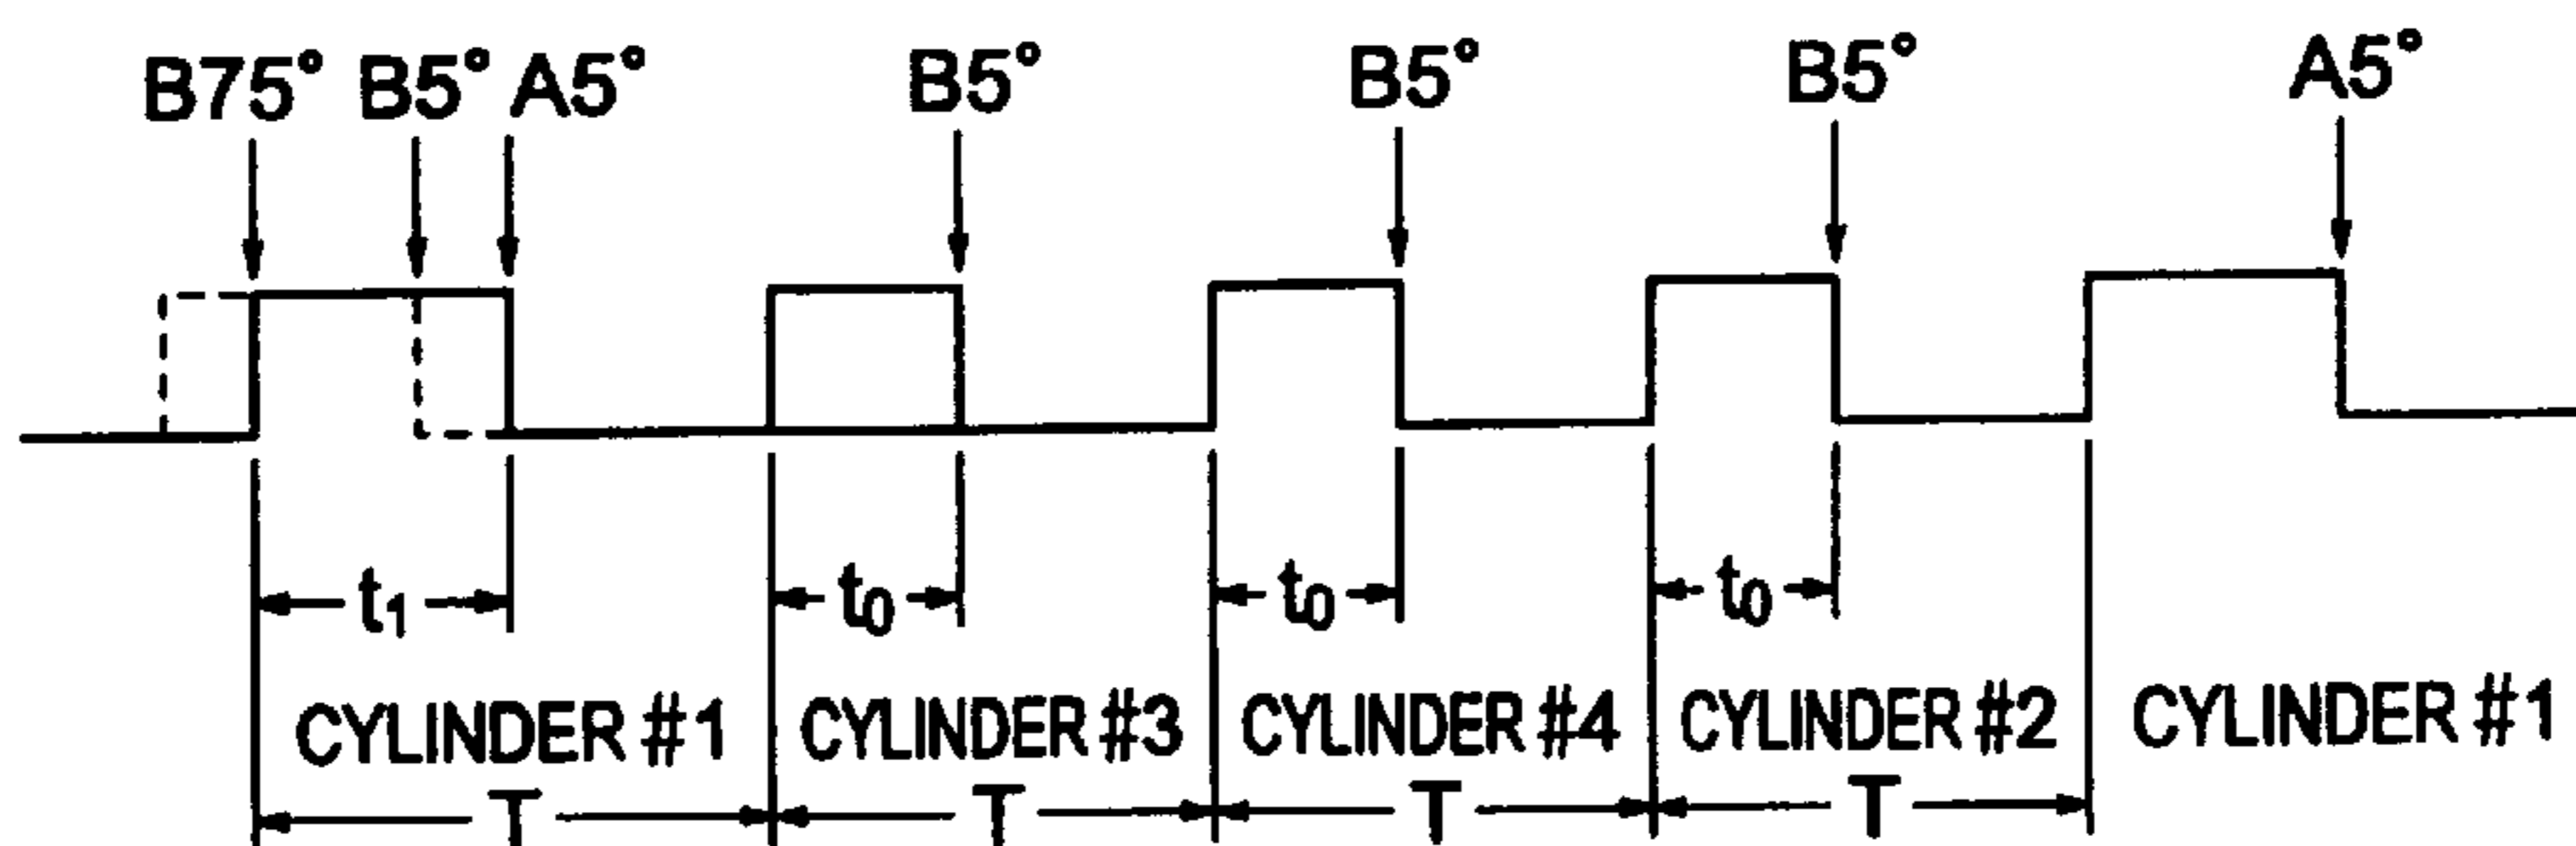 B75° B5° A5° B5° B5° B5° A5°
t₁ t₀ t₀ t₀
CYLINDER #1 CYLINDER #3 CYLINDER #4 CYLINDER #2 CYLINDER #1
T T T T